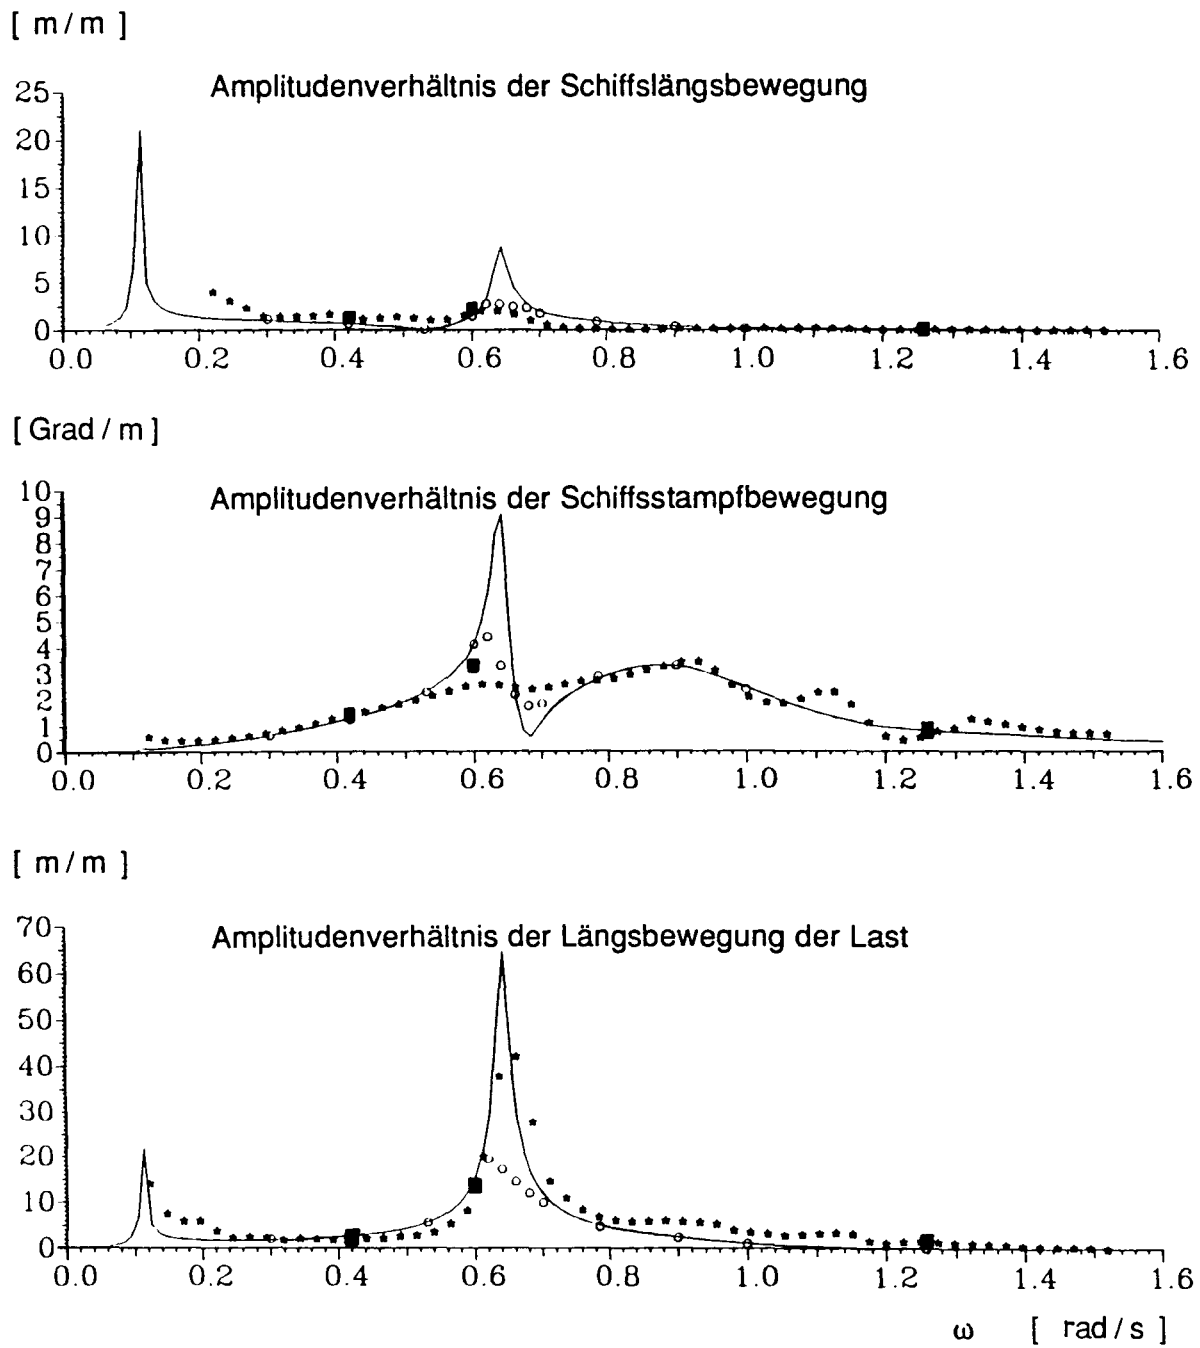 [ m/m ]
Amplitudenverhältnis der Schiffslängsbewegung
25
20
15
10
5
0
0.0 0.2 0.4 0.6 0.8 1.0 1.2 1.4 1.6
[ Grad / m ]
Amplitudenverhältnis der Schiffsstampfbewegung
10
9
8
7
6
5
4
3
2
1
0
0.0 0.2 0.4 0.6 0.8 1.0 1.2 1.4 1.6
[ m/m ]
Amplitudenverhältnis der Längsbewegung der Last
70
60
50
40
30
20
10
0
0.0 0.2 0.4 0.6 0.8 1.0 1.2 1.4 1.6
ω [ rad/s ]